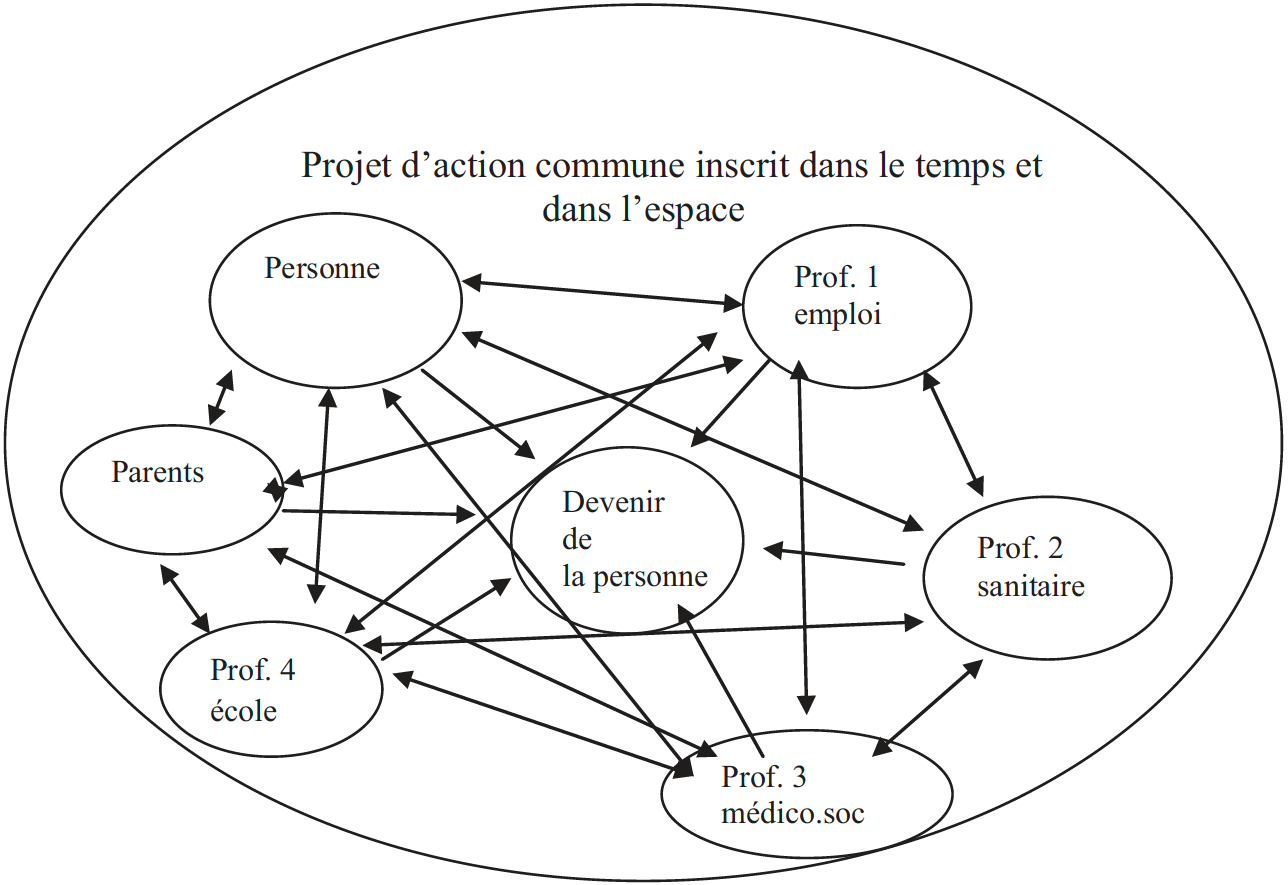 Projet d’action commune inscrit dans le temps et
dans l’espace
Personne
Prof. 1
emploi
Parents
Devenir
de
la personne
Prof. 2
sanitaire
Prof. 4
école
Prof. 3
médico.soc